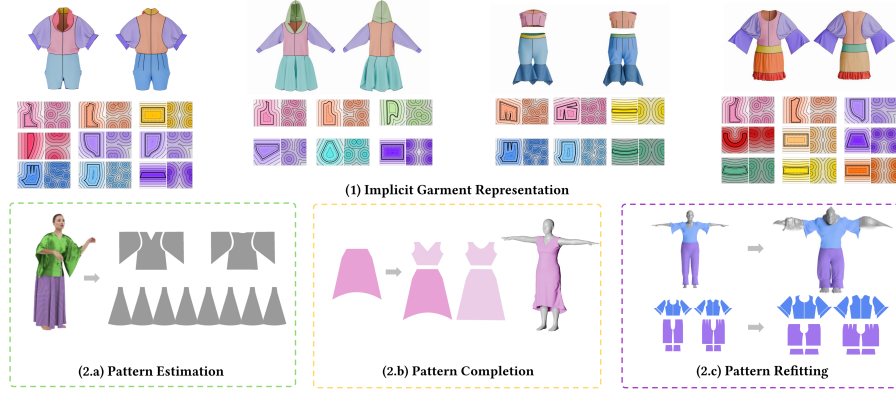 (1) Implicit Garment Representation
(2.a) Pattern Estimation
(2.b) Pattern Completion
(2.c) Pattern Refitting